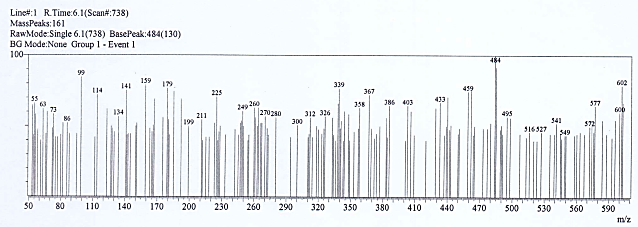 Line#:1 R.Time:6.1(Scan#:738)
MassPeaks:161
RawMode:Single 6.1(738) BasePeak:484(130)
BG Mode:None Group 1 - Event 1
100
484
602
99 159 179 339 367 459
114 141 225 577
55 63 249 260 358 386 403 433 600
73 86 134 199 211 270 280 300 312 326 495 516 527 541 549 572
50 80 110 140 170 200 230 260 290 320 350 380 410 440 470 500 530 560 590
m/z